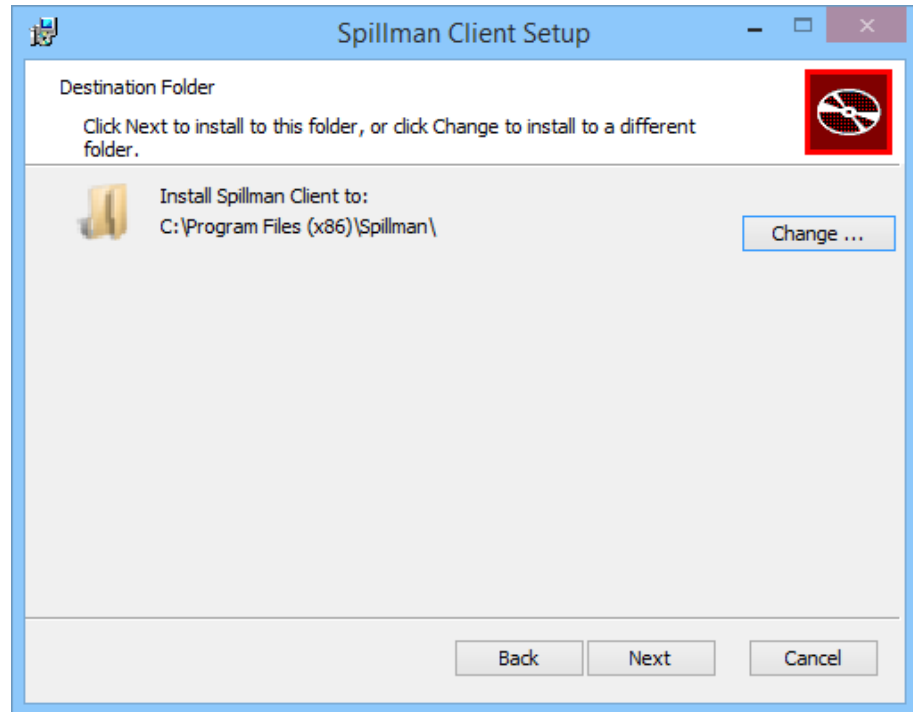 Spillman Client Setup
Destination Folder
Click Next to install to this folder, or click Change to install to a different
folder.
Install Spillman Client to:
C:\Program Files (x86)\Spillman\
Change ...
Back
Next
Cancel